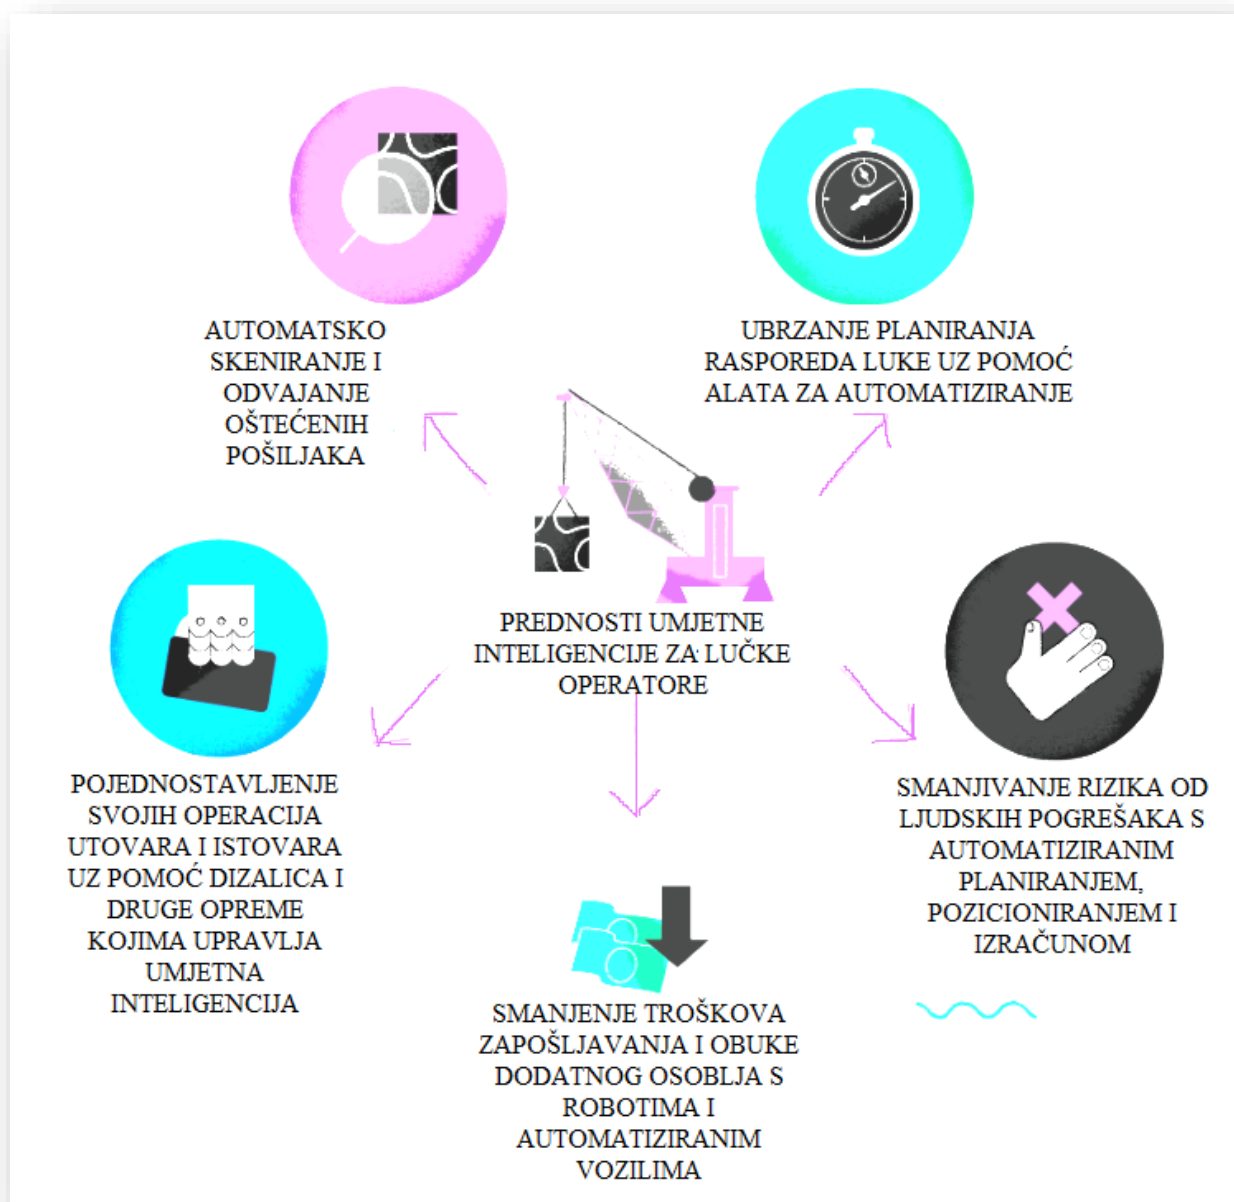 AUTOMATSKO
SKENIRANJE I
ODVAJANJE
OŠTEĆENIH
POŠILJAKA
UBRZANJE PLANIRANJA
RASPOREDA LUKE UZ POMOĆ
ALATA ZA AUTOMATIZIRANJE
PREDNOSTI UMJETNE
INTELIGENCIJE ZA LUČKE
OPERATORE
POJEDNOSTAVLJENJE
SVOJIH OPERACIJA
UTOVARA I ISTOVARA
UZ POMOĆ DIZALICA I
DRUGE OPREME
KOJIMA UPRAVLJA
UMJETNA
INTELIGENCIJA
SMANJIVANJE RIZIKA OD
LJUDSKIH POGREŠAKA S
AUTOMATIZIRANIM
PLANIRANJEM,
POZICIONIRANJEM I
IZRAČUNOM
SMANJENJE TROŠKOVA
ZAPOŠLJAVANJA I OBUKE
DODATNOG OSOBLJA S
ROBOTIMA I
AUTOMATIZIRANIM
VOZILIMA